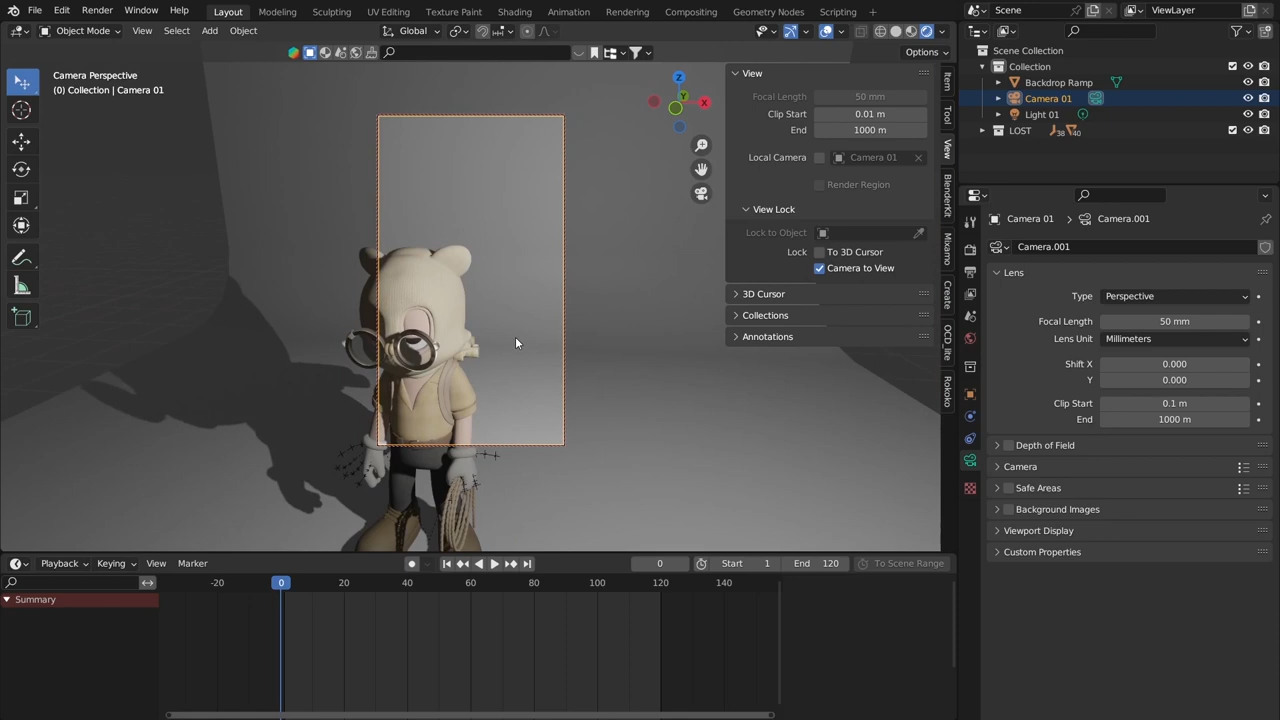 File Edit Render Window Help Layout Modeling Sculpting UV Editing Texture Paint Shading Animation Rendering Compositing Geometry Nodes Scripting + Scene ViewLayer
Object Mode View Select Add Object Global
Options
Camera Perspective
(0) Collection | Camera 01
Z
Y
X
View
Focal Length 50 mm
Clip Start 0.01 m
End 1000 m
Local Camera Camera 01
Render Region
View Lock
Lock to Object
Lock To 3D Cursor
Camera to View
3D Cursor
Collections
Annotations
Item
Tool
View
BlenderKit
Mixamo
Create
OCD_lite
Rokoko
Scene Collection
Collection
Backdrop Ramp
Camera 01
Light 01
LOST 38 40
Camera 01 > Camera.001
Camera.001
Lens
Type Perspective
Focal Length 50 mm
Lens Unit Millimeters
Shift X 0.000
Y 0.000
Clip Start 0.1 m
End 1000 m
Depth of Field
Camera
Safe Areas
Background Images
Viewport Display
Custom Properties
Playback Keying View Marker 0 Start 1 End 120 To Scene Range
-20 0 20 40 60 80 100 120 140
Summary